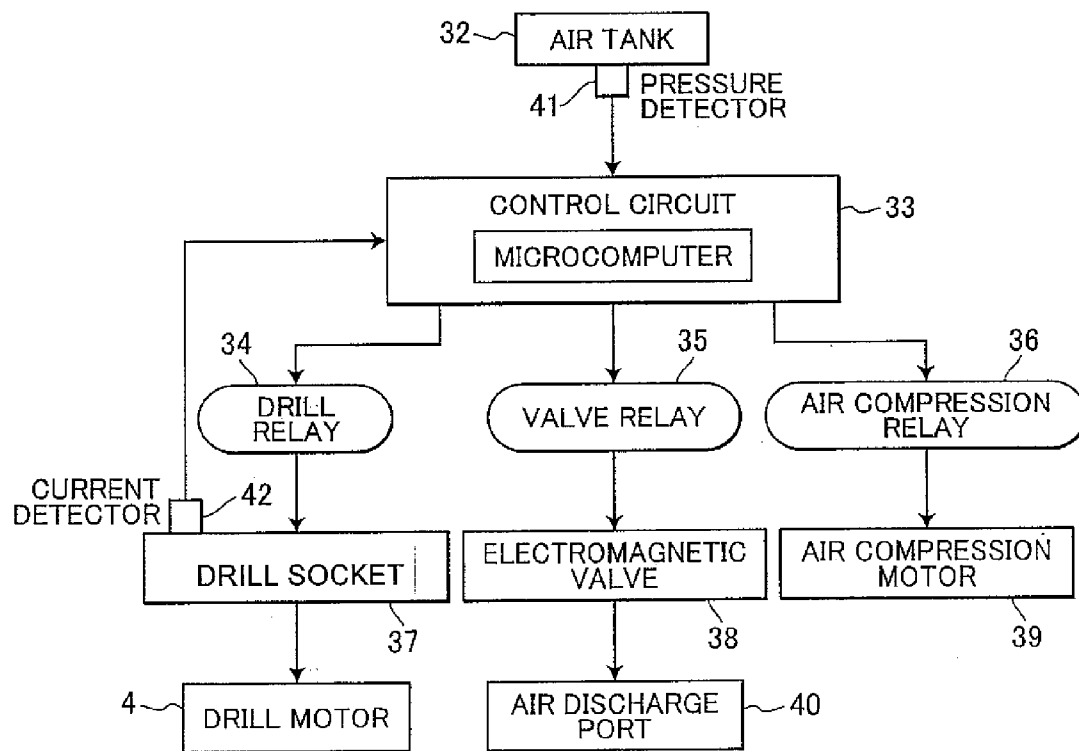 32
AIR TANK
41
PRESSURE
DETECTOR
CONTROL CIRCUIT
33
MICROCOMPUTER
34
35
36
DRILL
RELAY
VALVE RELAY
AIR COMPRESSION
RELAY
CURRENT
DETECTOR
42
DRILL SOCKET
ELECTROMAGNETIC
VALVE
AIR COMPRESSION
MOTOR
37
38
39
4
DRILL MOTOR
AIR DISCHARGE
PORT
40